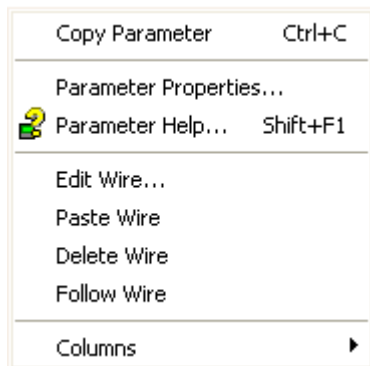 Copy Parameter Ctrl+C
Parameter Properties...
Parameter Help... Shift+F1
Edit Wire...
Paste Wire
Delete Wire
Follow Wire
Columns